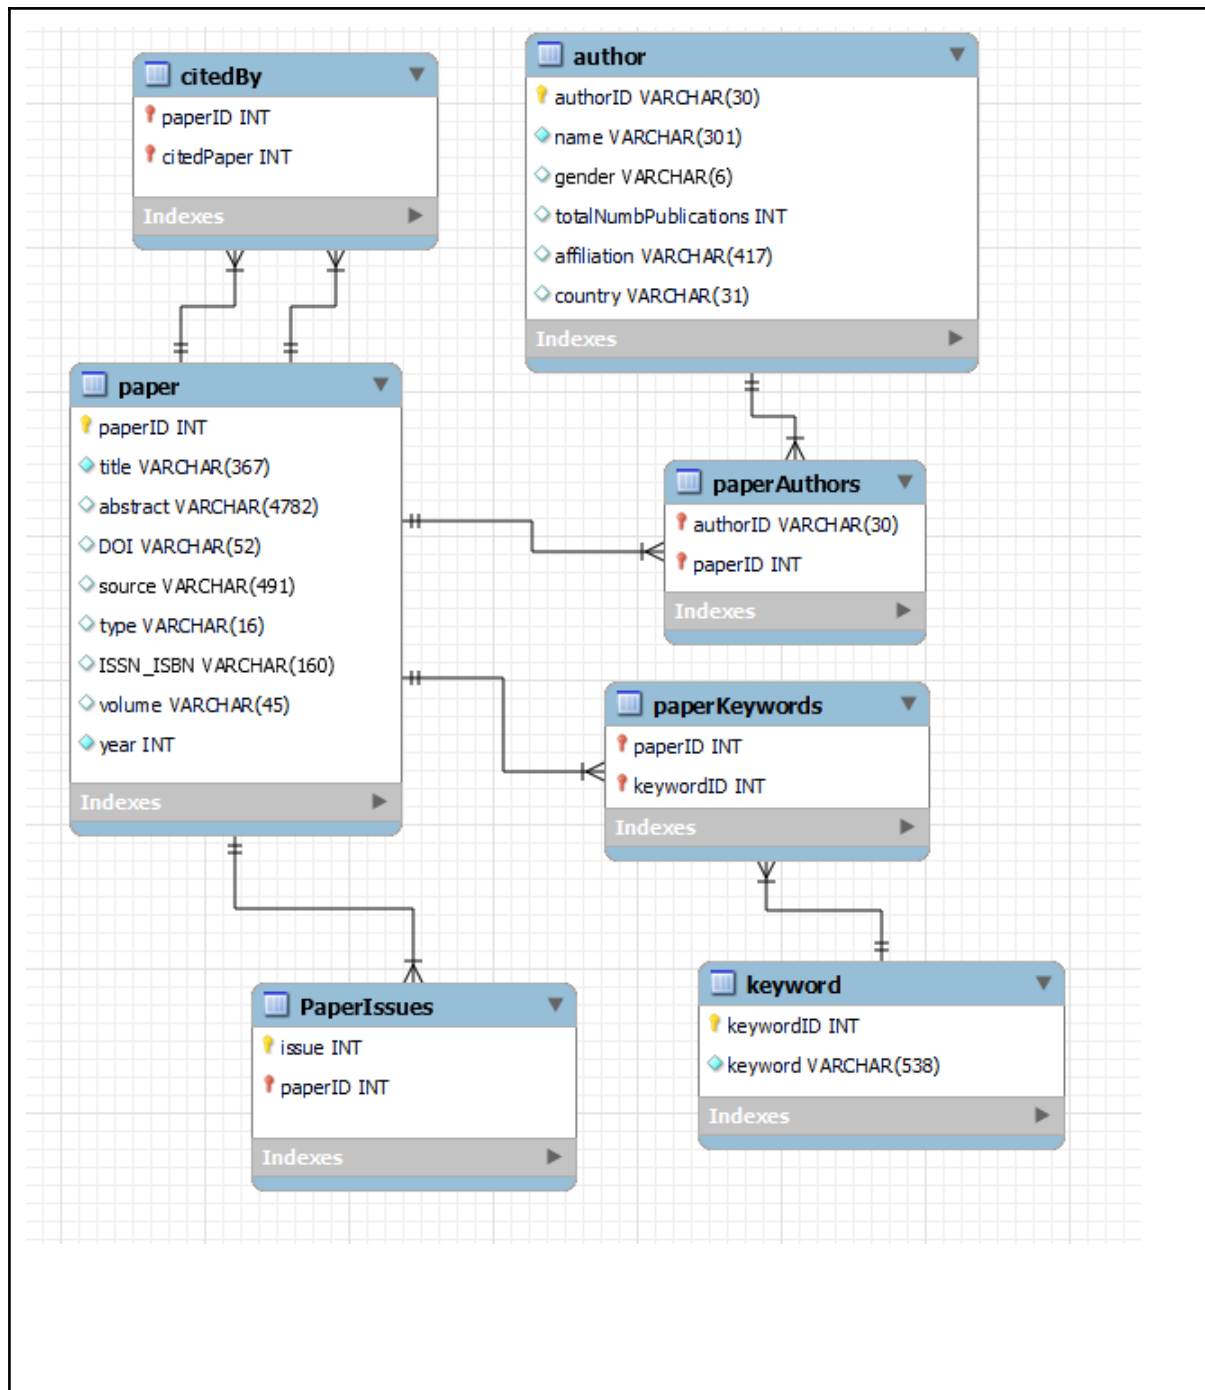 citedBy
paperID INT
citedPaper INT
Indexes
author
authorID VARCHAR(30)
name VARCHAR(301)
gender VARCHAR(6)
totalNumbPublications INT
affiliation VARCHAR(417)
country VARCHAR(31)
Indexes
paper
paperID INT
title VARCHAR(367)
abstract VARCHAR(4782)
DOI VARCHAR(52)
source VARCHAR(491)
type VARCHAR(16)
ISSN_ISBN VARCHAR(160)
volume VARCHAR(45)
year INT
Indexes
paperAuthors
authorID VARCHAR(30)
paperID INT
Indexes
paperKeywords
paperID INT
keywordID INT
Indexes
PaperIssues
issue INT
paperID INT
Indexes
keyword
keywordID INT
keyword VARCHAR(538)
Indexes